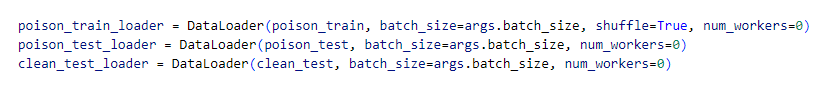 poison_train_loader = DataLoader(poison_train, batch_size=args.batch_size, shuffle=True, num_workers=0)
poison_test_loader = DataLoader(poison_test, batch_size=args.batch_size, num_workers=0)
clean_test_loader = DataLoader(clean_test, batch_size=args.batch_size, num_workers=0)